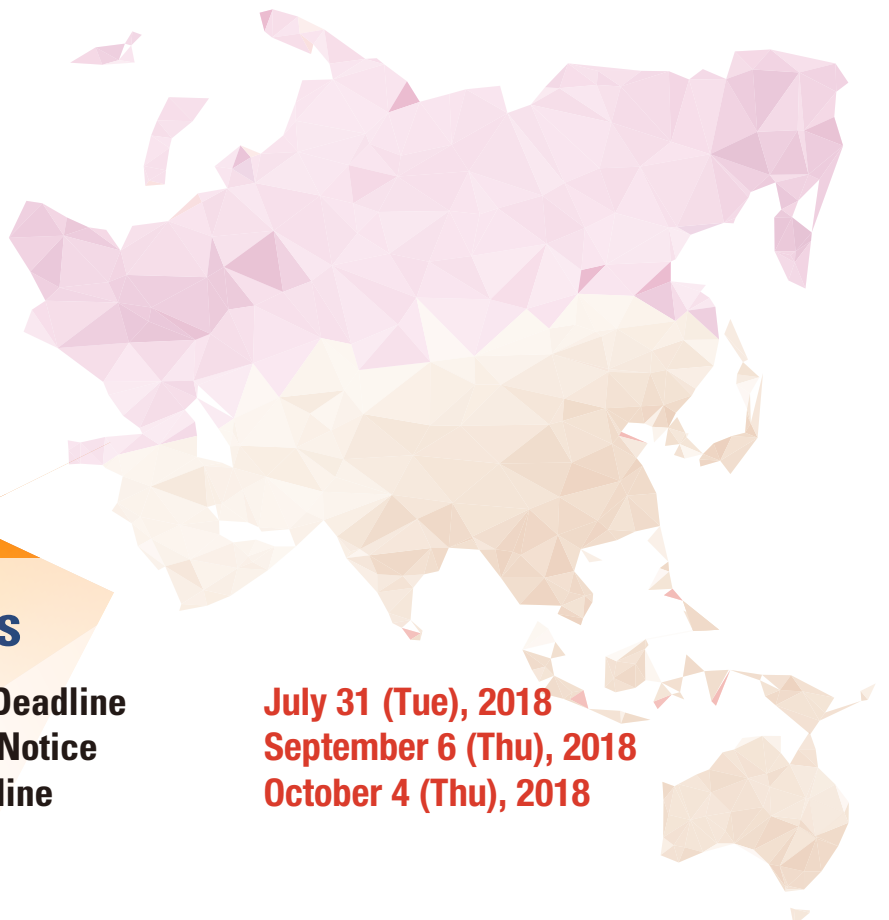 s
Deadline July 31 (Tue), 2018
Notice September 6 (Thu), 2018
line October 4 (Thu), 2018